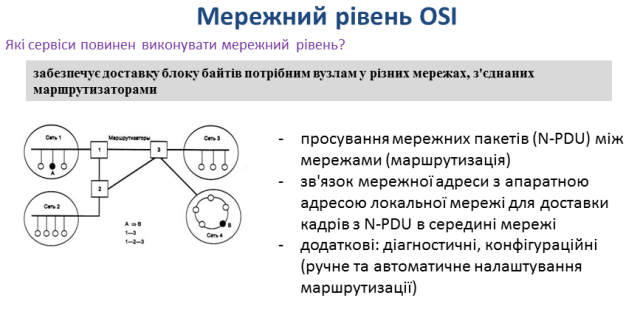 Мережний рівень OSI
Які сервіси повинен виконувати мережний рівень?
забезпечує доставку блоку байтів потрібним вузлам у різних мережах, з'єднаних
маршрутизаторами
Сеть 1
Маршрутизаторы
Сеть 3
1
3
A
2
Сеть 2
A ⇒ B
1—3
1—2—3
B
Сеть 4
- просування мережних пакетів (N-PDU) між
мережами (маршрутизація)
- зв'язок мережної адреси з апаратною
адресою локальної мережі для доставки
кадрів з N-PDU в середині мережі
- додаткові: діагностичні, конфігураційні
(ручне та автоматичне налаштування
маршрутизації)